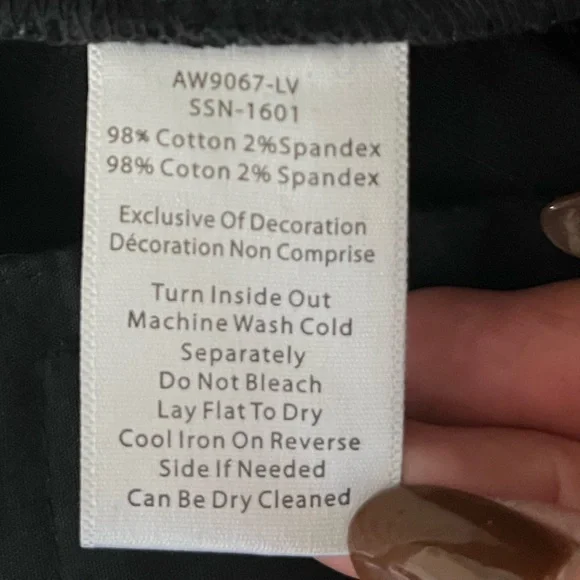 AW9067-LV
SSN-1601
98% Cotton 2%Spandex
98% Coton 2% Spandex
Exclusive Of Decoration
Décoration Non Comprise
Turn Inside Out
Machine Wash Cold
Separately
Do Not Bleach
Lay Flat To Dry
Cool Iron On Reverse
Side If Needed
Can Be Dry Cleaned